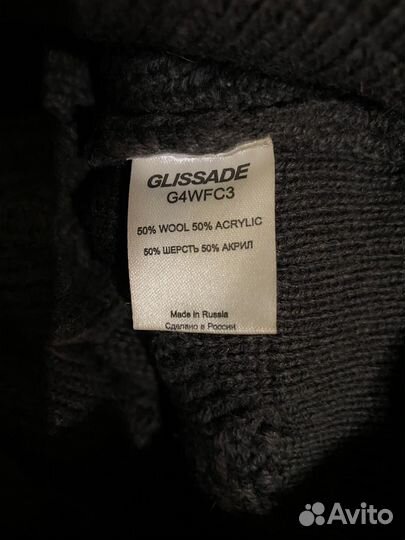 GLISSADE
G4WFC3
50% WOOL 50% ACRYLIC
50% ШЕРСТЬ 50% АКРИЛ
Made in Russia
Сделано в России
Avito